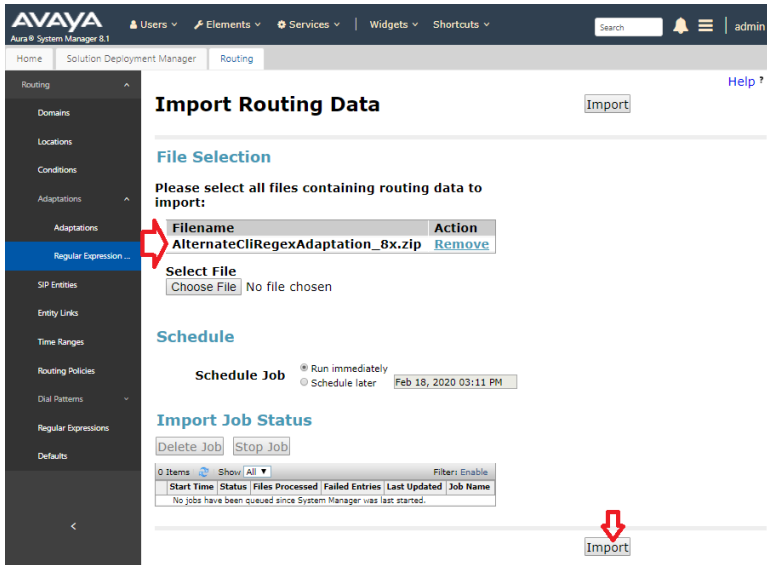 AVAYA
Aura® System Manager 8.1
Users Elements Services | Widgets Shortcuts Search admin
Home Solution Deployment Manager Routing
Help ?
Routing
Domains
Locations
Conditions
Adaptations
Adaptations
Regular Expression ...
SIP Entities
Entity Links
Time Ranges
Routing Policies
Dial Patterns
Regular Expressions
Defaults
<
Import Routing Data Import
File Selection
Please select all files containing routing data to
import:
Filename Action
AlternateCliRegexAdaptation_8x.zip Remove
Select File
Choose File No file chosen
Schedule
Schedule Job
Run immediately
Schedule later Feb 18, 2020 03:11 PM
Import Job Status
Delete Job Stop Job
0 Items Show All Filter: Enable
Start Time Status Files Processed Failed Entries Last Updated Job Name
No jobs have been queued since System Manager was last started.
Import